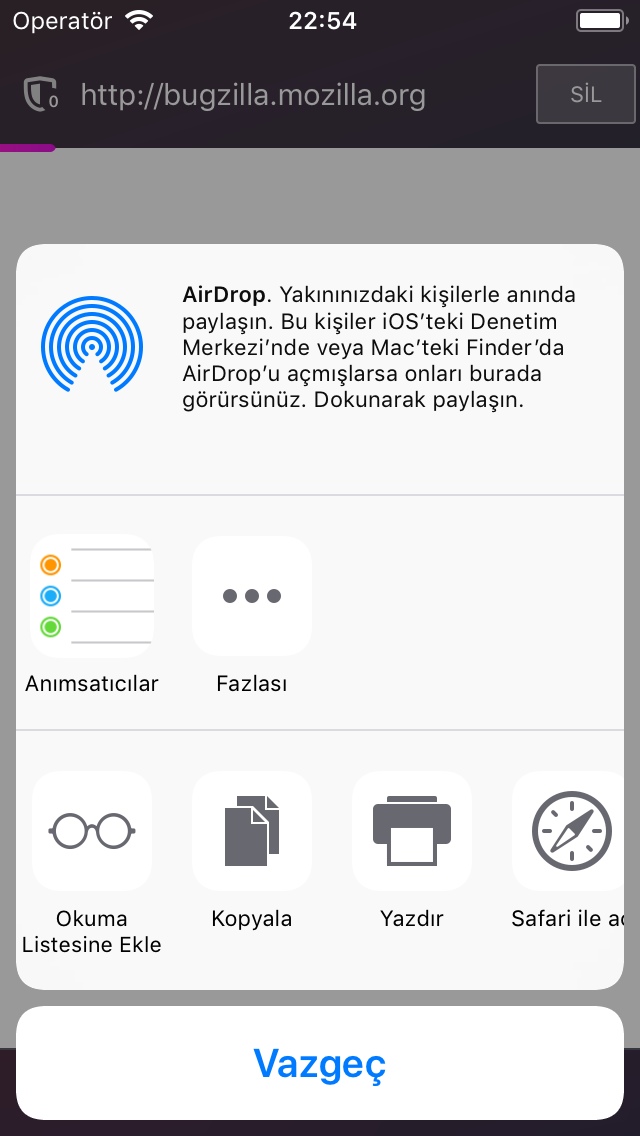 Operatör 22:54
0 http://bugzilla.mozilla.org SİL
AirDrop. Yakınınızdaki kişilerle anında
paylaşın. Bu kişiler iOS’teki Denetim
Merkezi’nde veya Mac’teki Finder’da
AirDrop’u açmışlarsa onları burada
görürsünüz. Dokunarak paylaşın.
Anımsatıcılar Fazlası
Okuma Kopyala Yazdır Safari ile
Listesine Ekle
Vazgeç